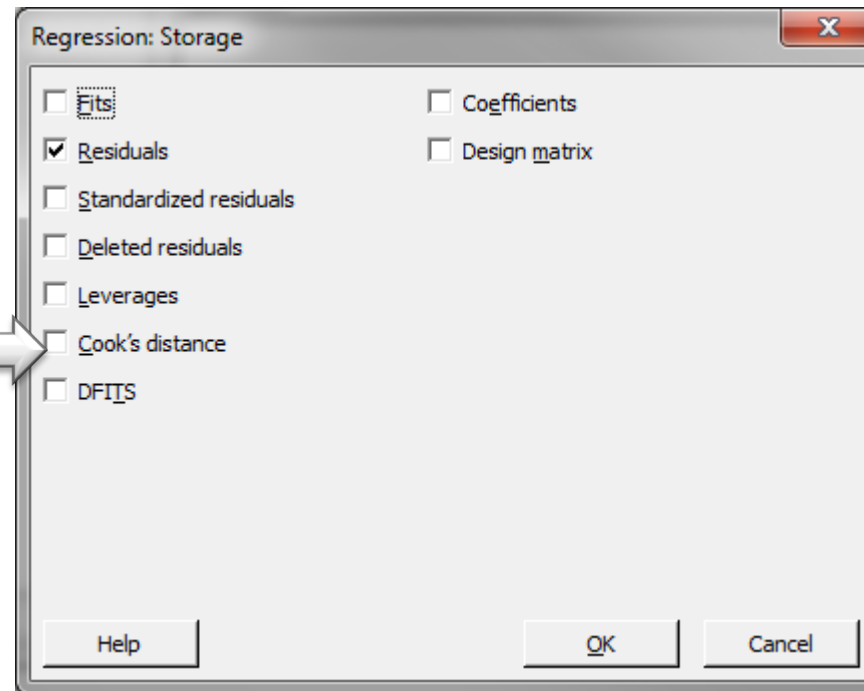 Regression: Storage
Fits
Residuals
Standardized residuals
Deleted residuals
Leverages
Cook's distance
DFITS
Coefficients
Design matrix
Help
OK
Cancel